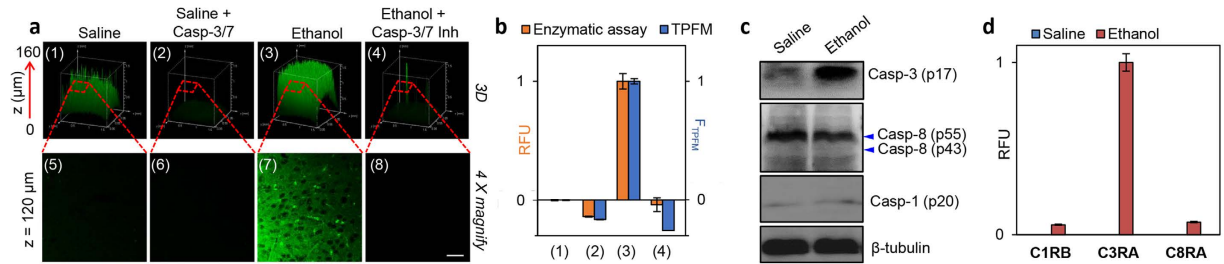 a
Saline
Saline +
Casp-3/7
Ethanol
Ethanol +
Casp-3/7 Inh
160
z (µm)
0
(1)
(2)
(3)
(4)
3D
z = 120 µm
(5)
(6)
(7)
(8)
4 X magnify
b
Enzymatic assay
TPFM
1
0
RFU
1
0
FTPFM
(1)
(2)
(3)
(4)
c
Saline
Ethanol
Casp-3 (p17)
Casp-8 (p55)
Casp-8 (p43)
Casp-1 (p20)
β-tubulin
d
Saline
Ethanol
1
0
RFU
C1RB
C3RA
C8RA